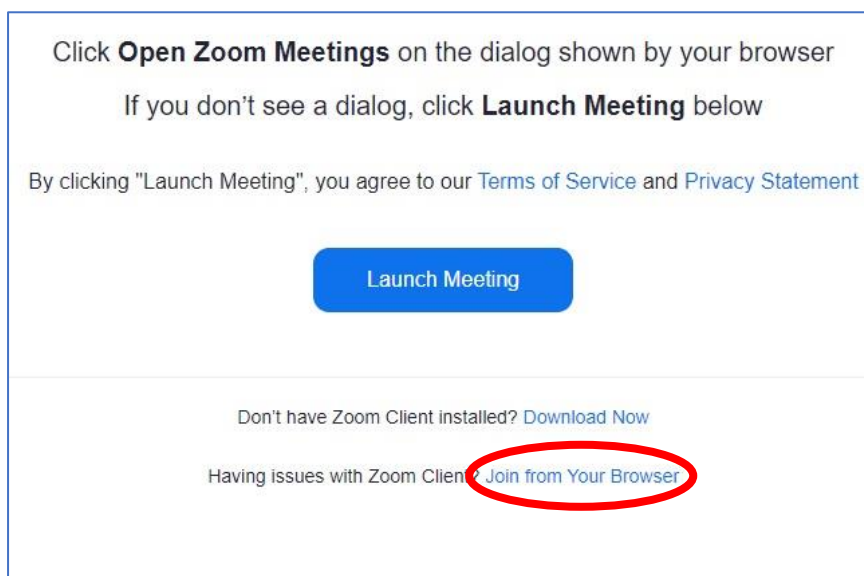 Click Open Zoom Meetings on the dialog shown by your browser
If you don’t see a dialog, click Launch Meeting below
By clicking "Launch Meeting", you agree to our Terms of Service and Privacy Statement
Launch Meeting
Don’t have Zoom Client installed? Download Now
Having issues with Zoom Client? Join from Your Browser